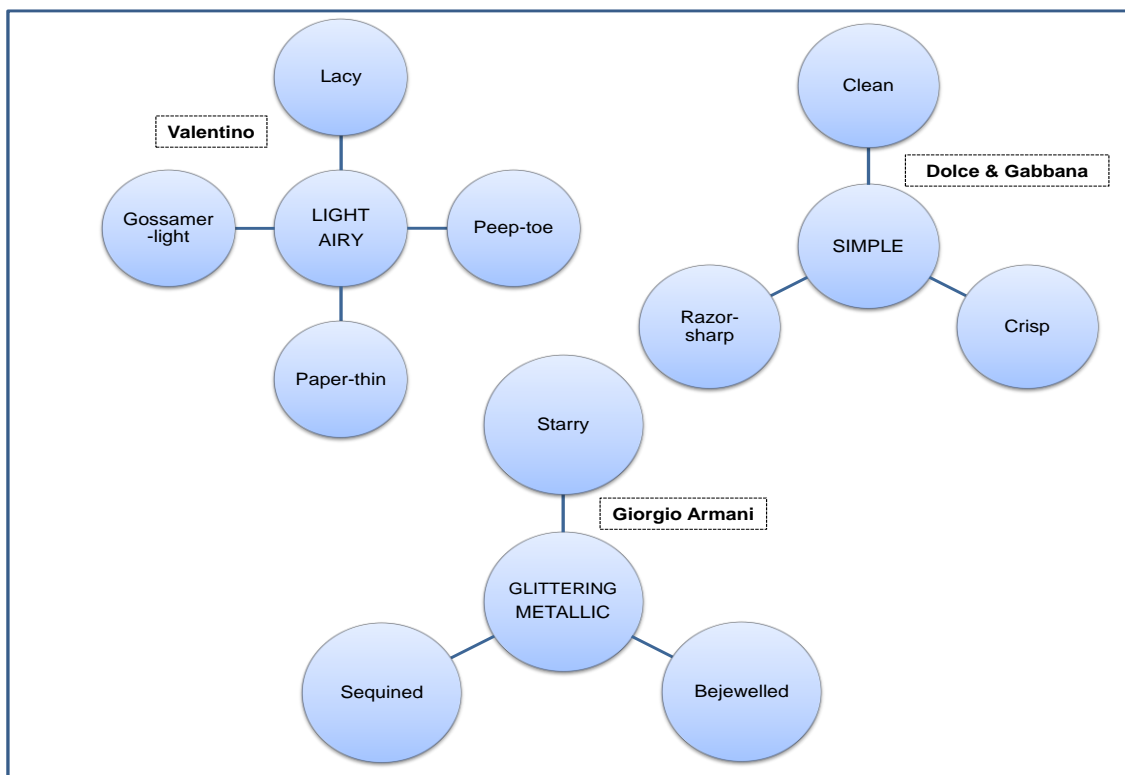 Lacy
Valentino
Gossamer
-light
LIGHT
AIRY
Peep-toe
Paper-thin
Clean
Dolce & Gabbana
SIMPLE
Razor-
sharp
Crisp
Starry
Giorgio Armani
GLITTERING
METALLIC
Sequined
Bejewelled